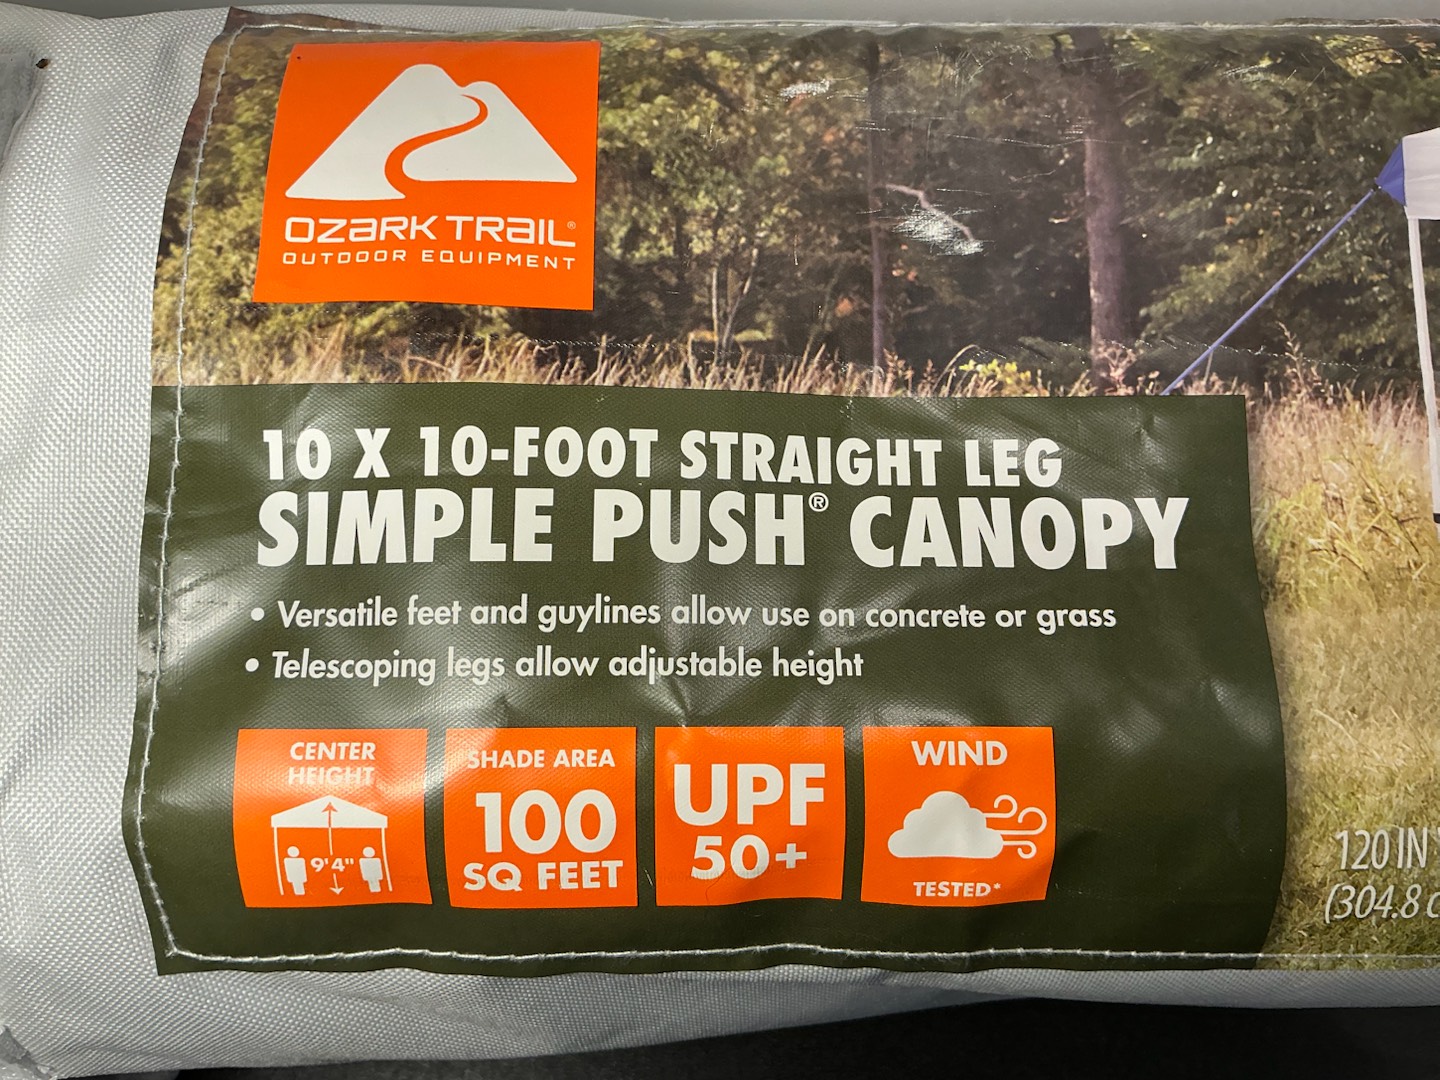 OZARK TRAIL®
OUTDOOR EQUIPMENT
10 X 10-FOOT STRAIGHT LEG
SIMPLE PUSH® CANOPY
• Versatile feet and guylines allow use on concrete or grass
• Telescoping legs allow adjustable height
CENTER
HEIGHT
9'4"
SHADE AREA
100
SQ FEET
UPF
50+
WIND
TESTED*
120 IN
(304.8 c